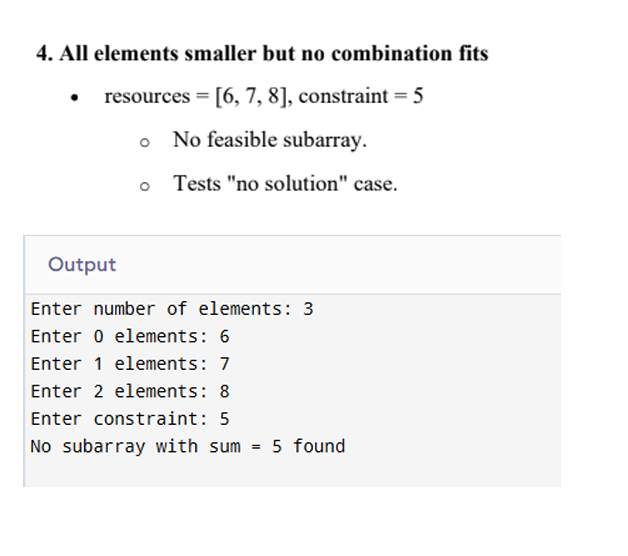 4. All elements smaller but no combination fits
• resources = [6, 7, 8], constraint = 5
o No feasible subarray.
o Tests "no solution" case.
Output
Enter number of elements: 3
Enter 0 elements: 6
Enter 1 elements: 7
Enter 2 elements: 8
Enter constraint: 5
No subarray with sum = 5 found